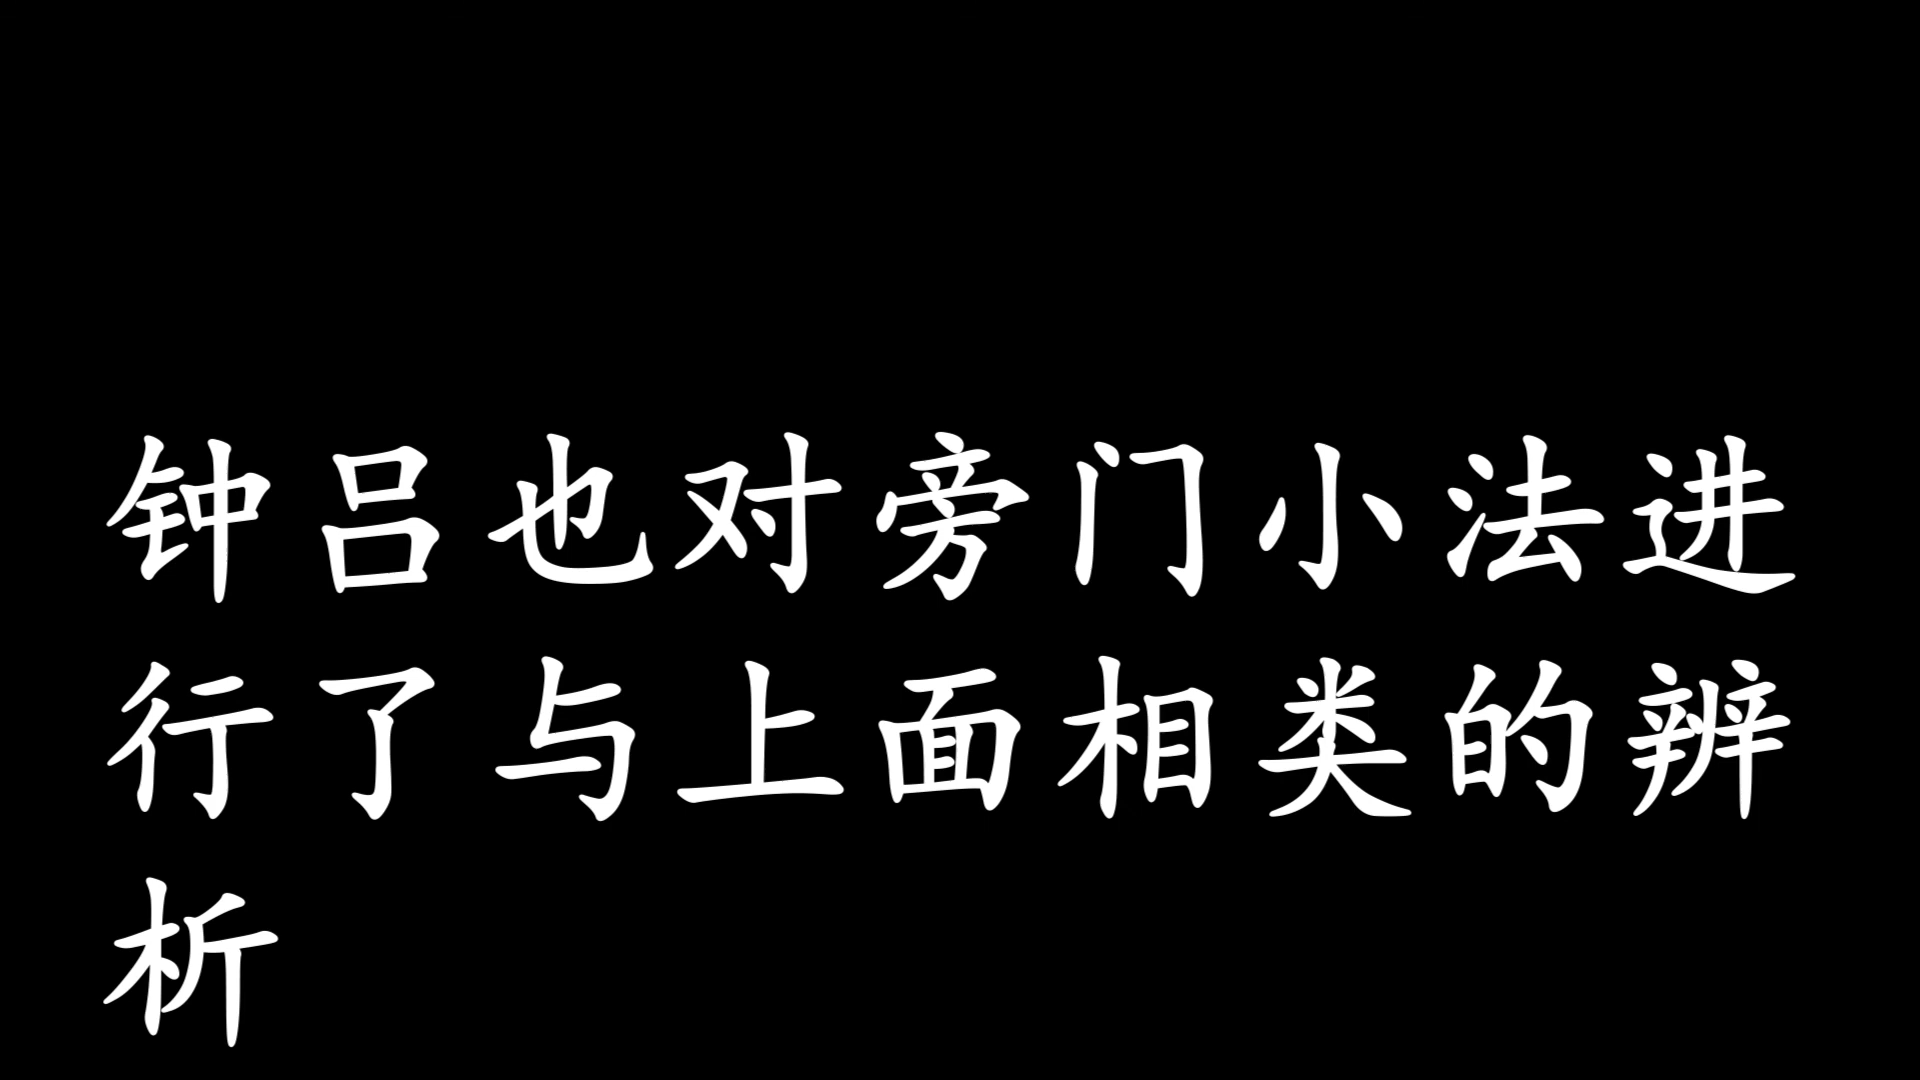 钟吕也对旁门小法进
行了与上面相类的辨
析